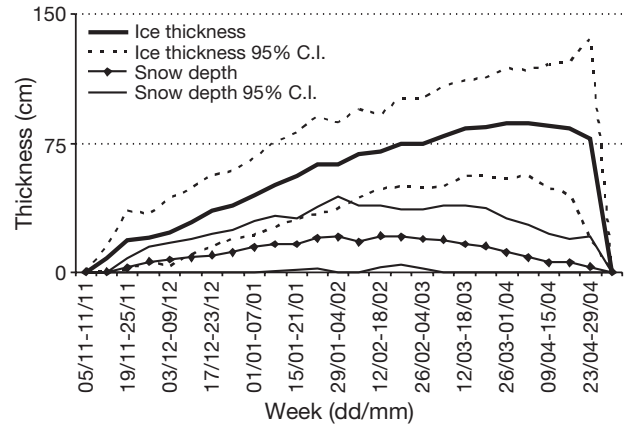 150
Ice thickness
Ice thickness 95% C.I.
Snow depth
Snow depth 95% C.I.
Thickness (cm)
75
0
05/11-11/11
19/11-25/11
03/12-09/12
17/12-23/12
01/01-07/01
15/01-21/01
29/01-04/02
12/02-18/02
26/02-04/03
12/03-18/03
26/03-01/04
09/04-15/04
23/04-29/04
Week (dd/mm)